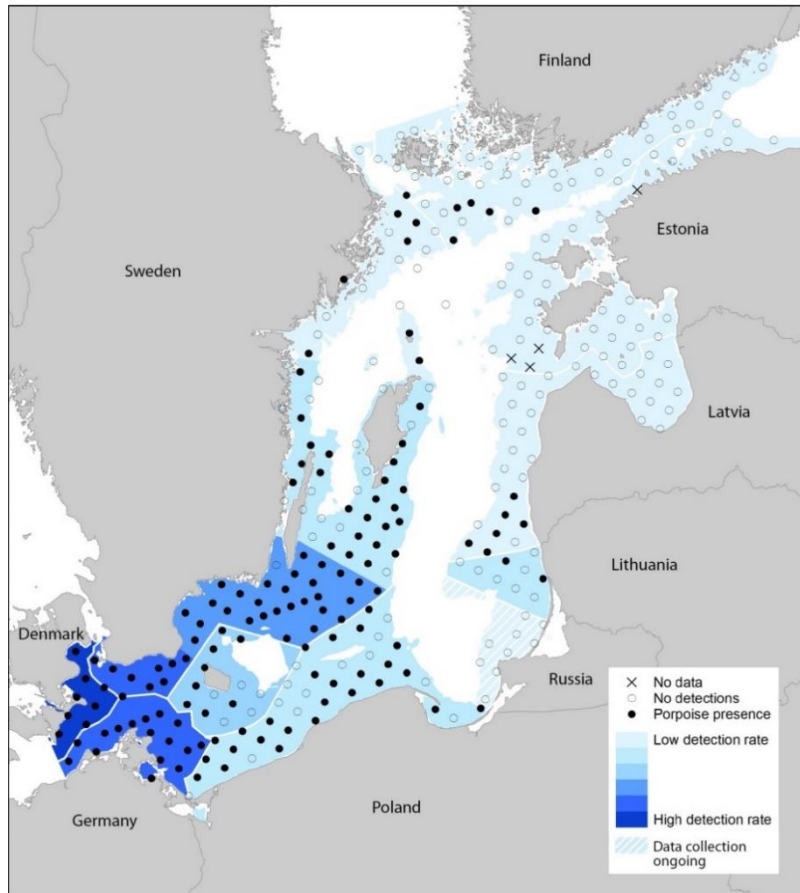 Finland
Estonia
Sweden
Latvia
Lithuania
Denmark
Russia
No data
No detections
Porpoise presence
Low detection rate
High detection rate
Data collection
ongoing
Poland
Germany